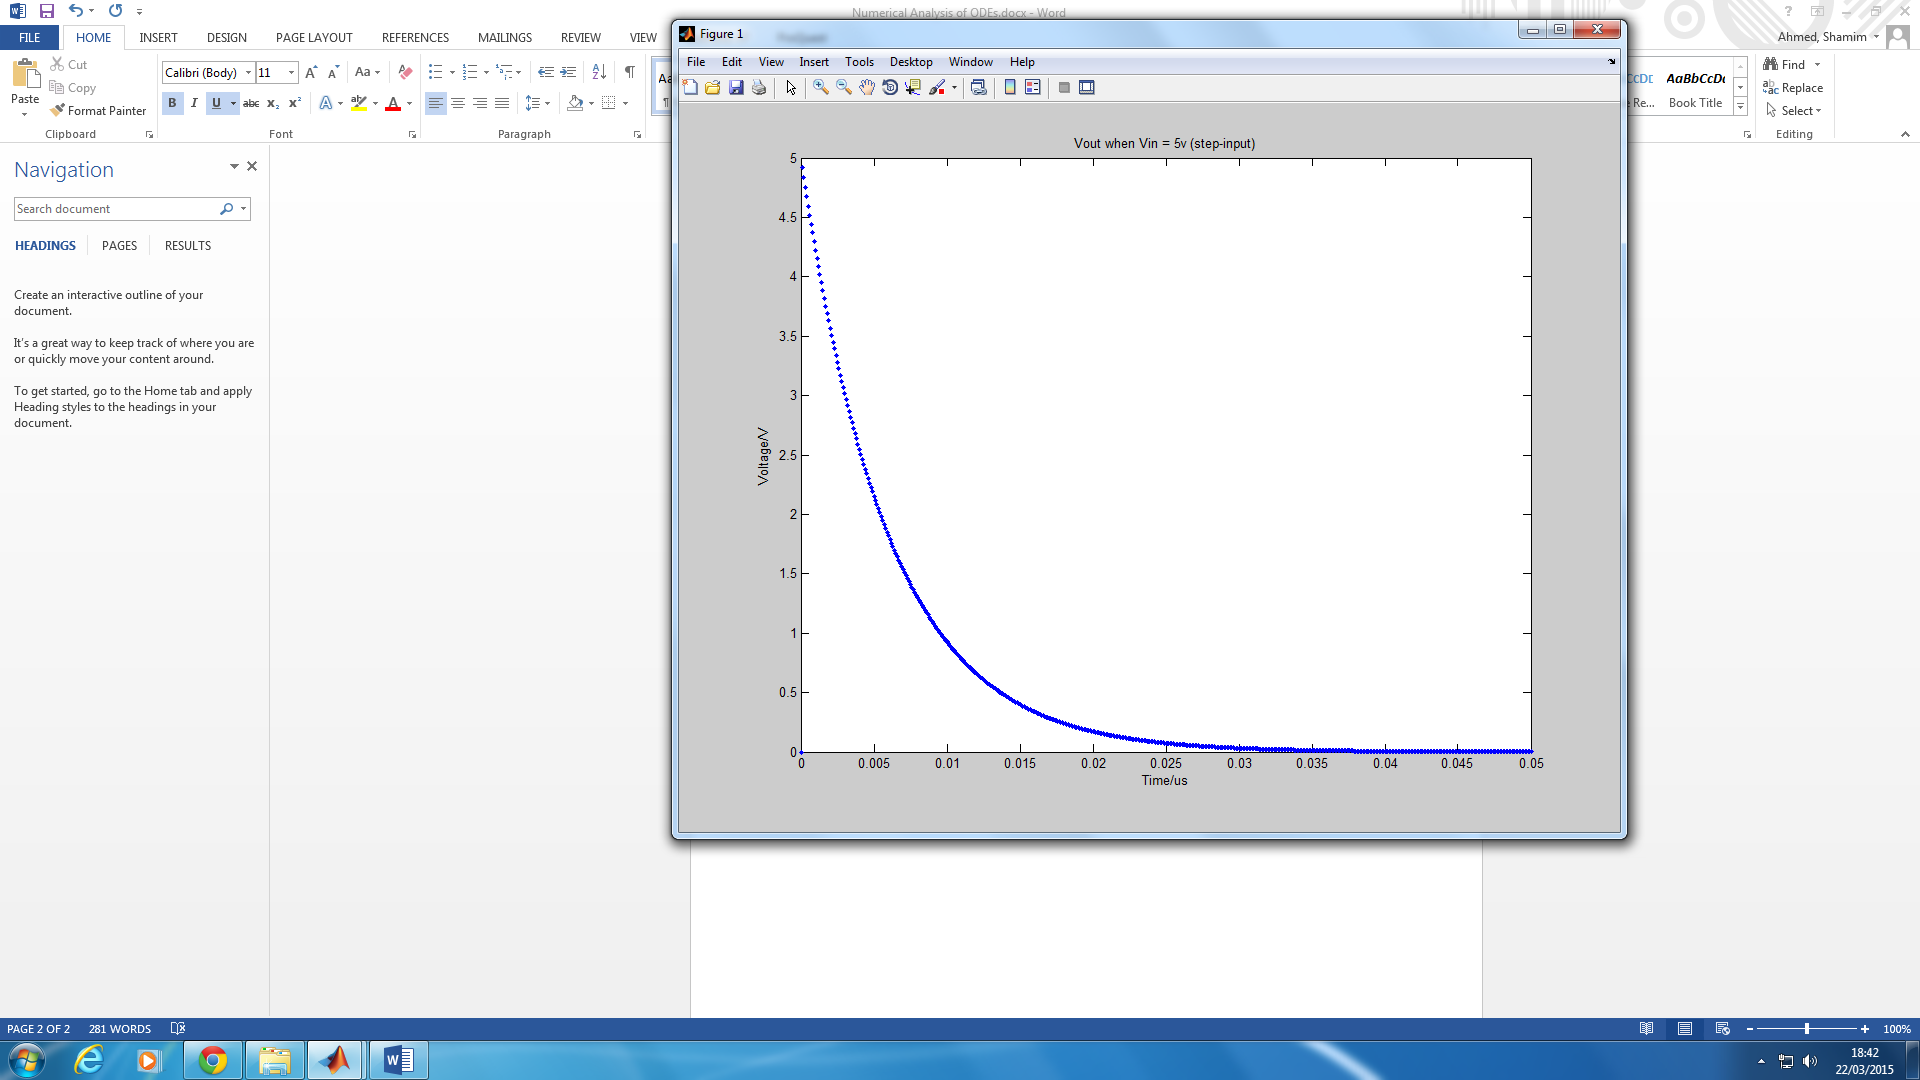 Numerical Analysis of ODEs.docx - Word
FILE HOME INSERT DESIGN PAGE LAYOUT REFERENCES MAILINGS REVIEW VIEW
Ahmed, Shamim
Paste
Cut
Copy
Format Painter
Clipboard
Calibri (Body) 11
Font
Paragraph
AaBbCcDc
Book Title
Find
Replace
Select
Editing
Navigation
Search document
HEADINGS PAGES RESULTS
Create an interactive outline of your
document.
It's a great way to keep track of where you are
or quickly move your content around.
To get started, go to the Home tab and apply
Heading styles to the headings in your
document.
Figure 1
File Edit View Insert Tools Desktop Window Help
Vout when Vin = 5v (step-input)
5
4.5
4
3.5
3
2.5
2
1.5
1
0.5
0
Voltage/V
0 0.005 0.01 0.015 0.02 0.025 0.03 0.035 0.04 0.045 0.05
Time/us
PAGE 2 OF 2 281 WORDS
100%
18:42
22/03/2015